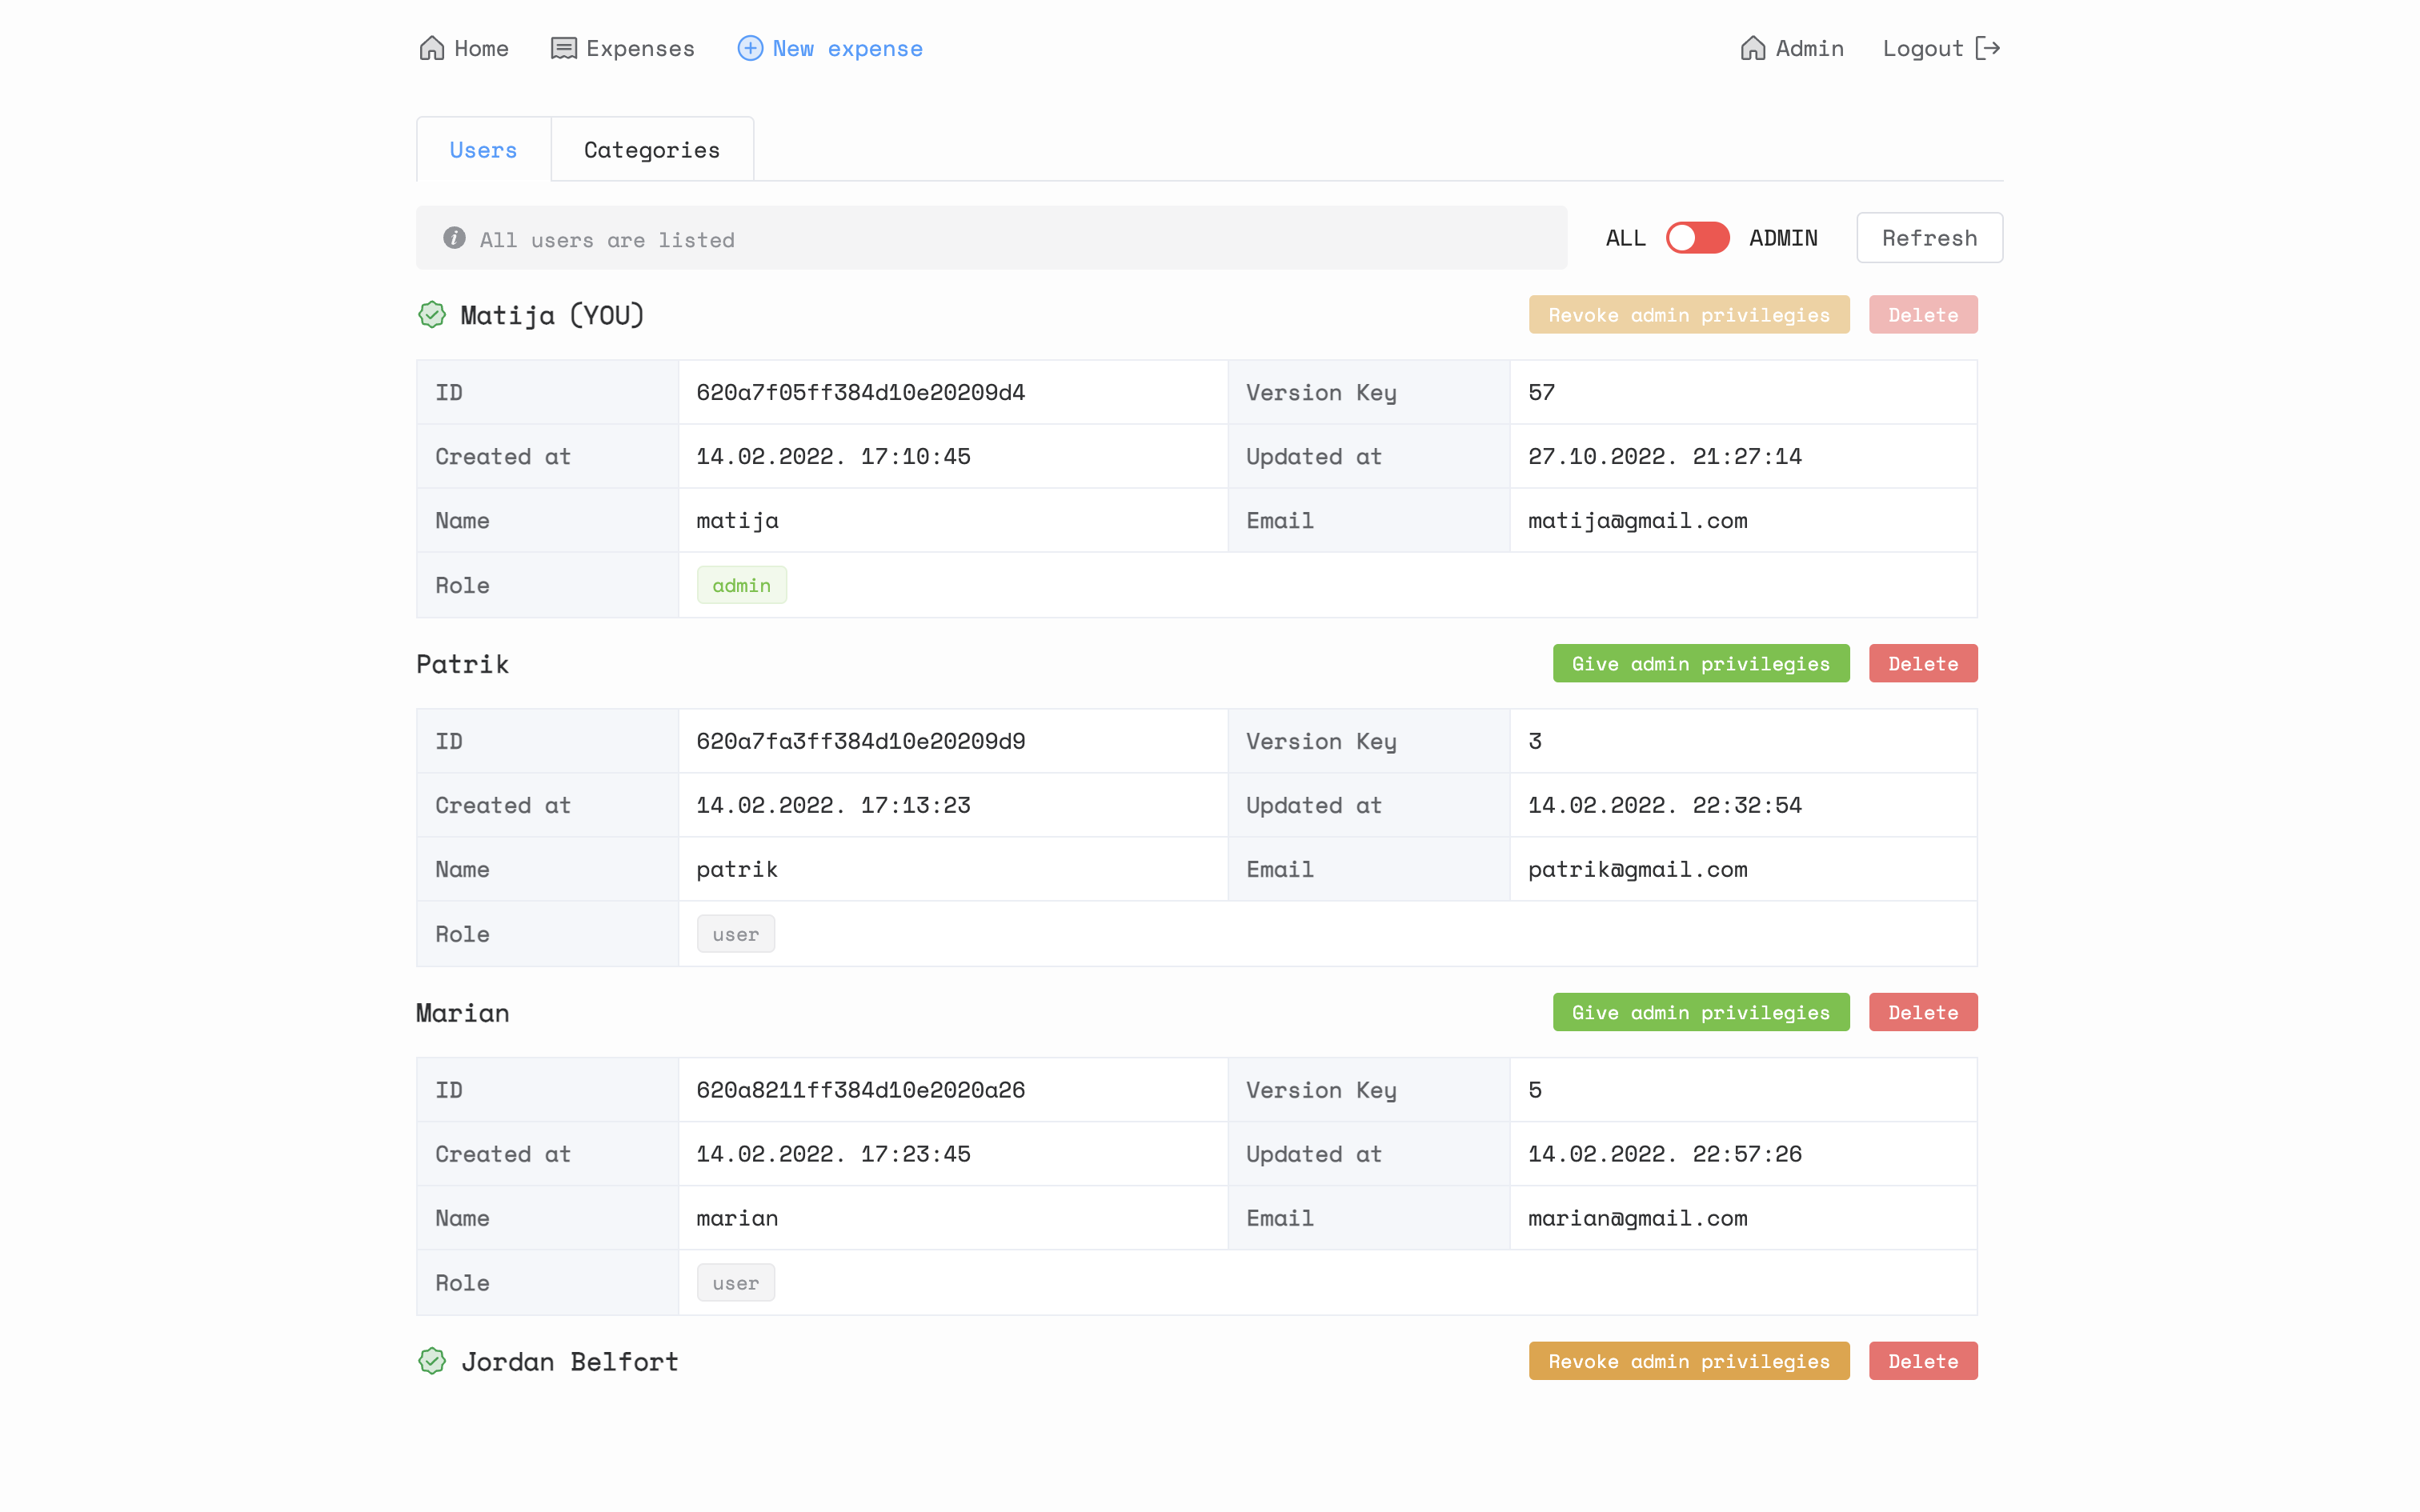 Home Expenses New expense Admin Logout
Users Categories
All users are listed ALL ADMIN Refresh
Matija (YOU) Revoke admin privilegies Delete
ID 620a7f05ff384d10e20209d4 Version Key 57
Created at 14.02.2022. 17:10:45 Updated at 27.10.2022. 21:27:14
Name matija Email matija@gmail.com
Role admin
Patrik Give admin privilegies Delete
ID 620a7fa3ff384d10e20209d9 Version Key 3
Created at 14.02.2022. 17:13:23 Updated at 14.02.2022. 22:32:54
Name patrik Email patrik@gmail.com
Role user
Marian Give admin privilegies Delete
ID 620a8211ff384d10e2020a26 Version Key 5
Created at 14.02.2022. 17:23:45 Updated at 14.02.2022. 22:57:26
Name marian Email marian@gmail.com
Role user
Jordan Belfort Revoke admin privilegies Delete